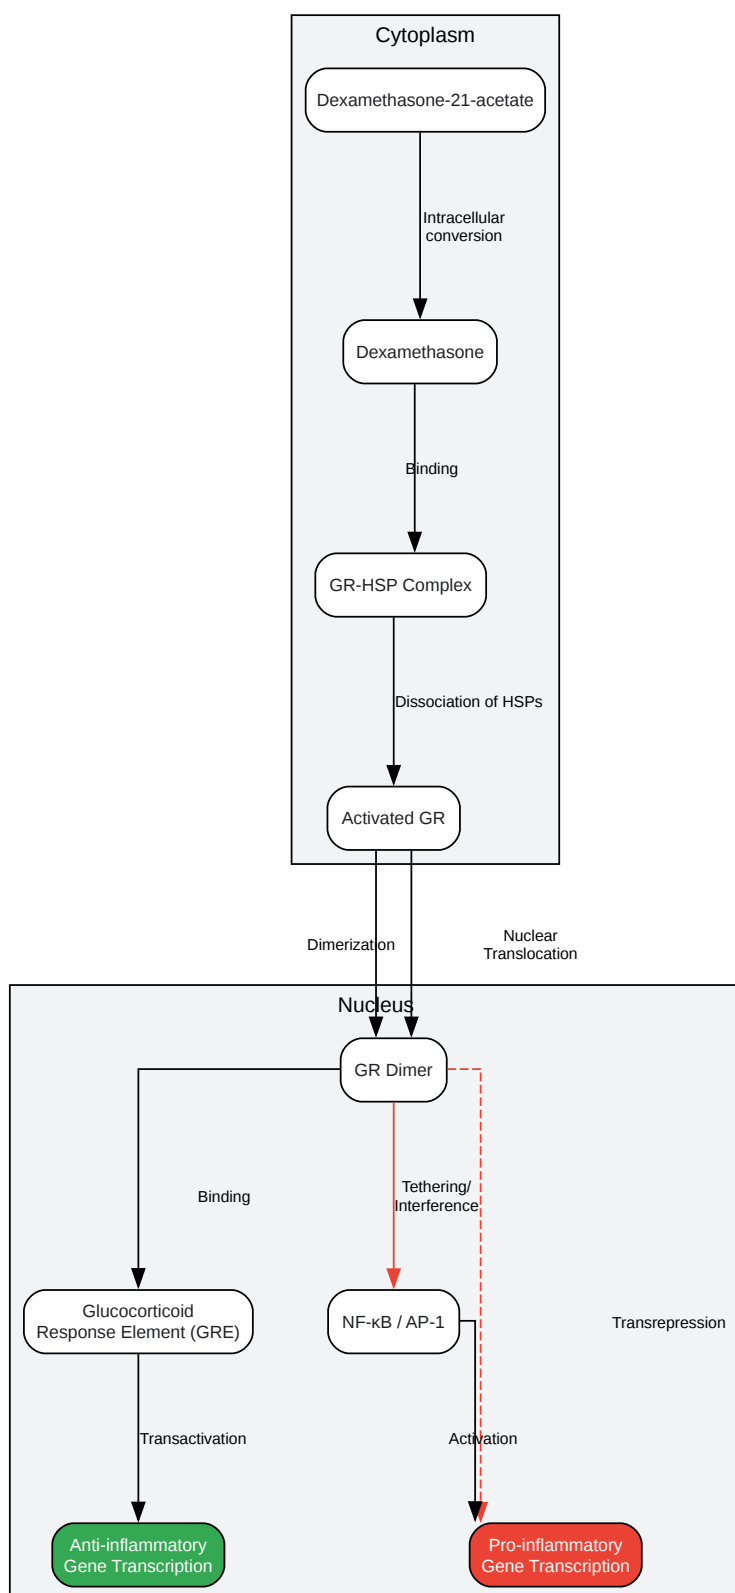 Cytoplasm
Dexamethasone-21-acetate
Intracellular
conversion
Dexamethasone
Binding
GR-HSP Complex
Dissociation of HSPs
Activated GR
Dimerization
Nuclear
Translocation
Nucleus
GR Dimer
Binding
Tethering/
Interference
Glucocorticoid
Response Element (GRE)
NF-κB / AP-1
Transrepression
Transactivation
Activation
Anti-inflammatory
Gene Transcription
Pro-inflammatory
Gene Transcription